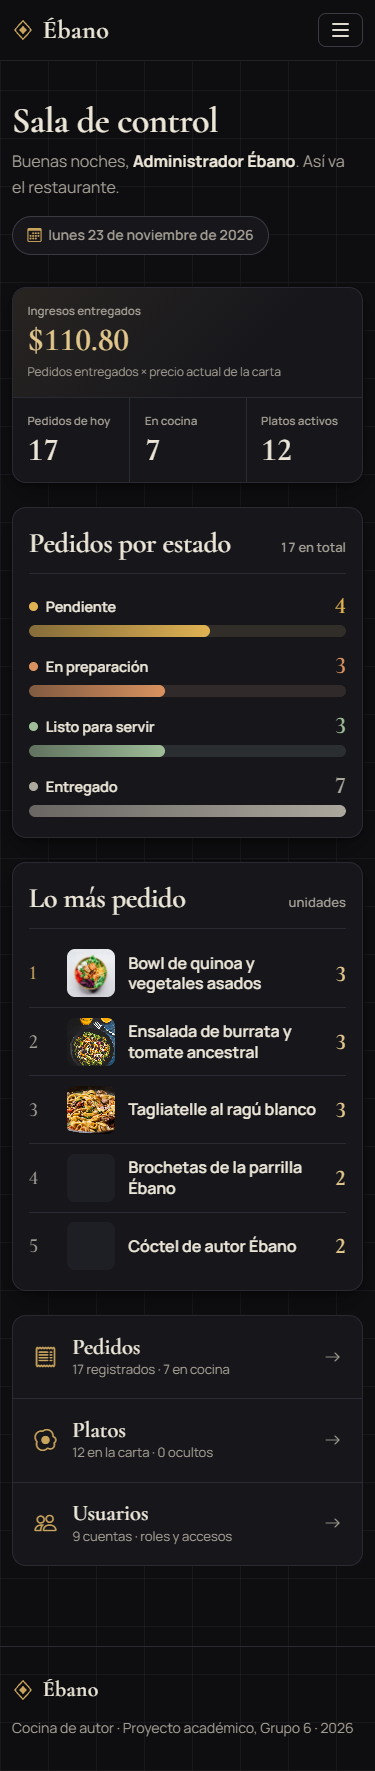 Ébano
Sala de control
Buenas noches, Administrador Ébano. Así va
el restaurante.
lunes 23 de noviembre de 2026
Ingresos entregados
$110.80
Pedidos entregados × precio actual de la carta
Pedidos de hoy
17
En cocina
7
Platos activos
12
Pedidos por estado
17 en total
Pendiente
4
En preparación
3
Listo para servir
3
Entregado
7
Lo más pedido
unidades
1
Bowl de quinoa y
vegetales asados
3
2
Ensalada de burrata y
tomate ancestral
3
3
Tagliatelle al ragú blanco
3
4
Brochetas de la parrilla
Ébano
2
5
Cóctel de autor Ébano
2
Pedidos
17 registrados · 7 en cocina
Platos
12 en la carta · 0 ocultos
Usuarios
9 cuentas · roles y accesos
Ébano
Cocina de autor · Proyecto académico, Grupo 6 · 2026